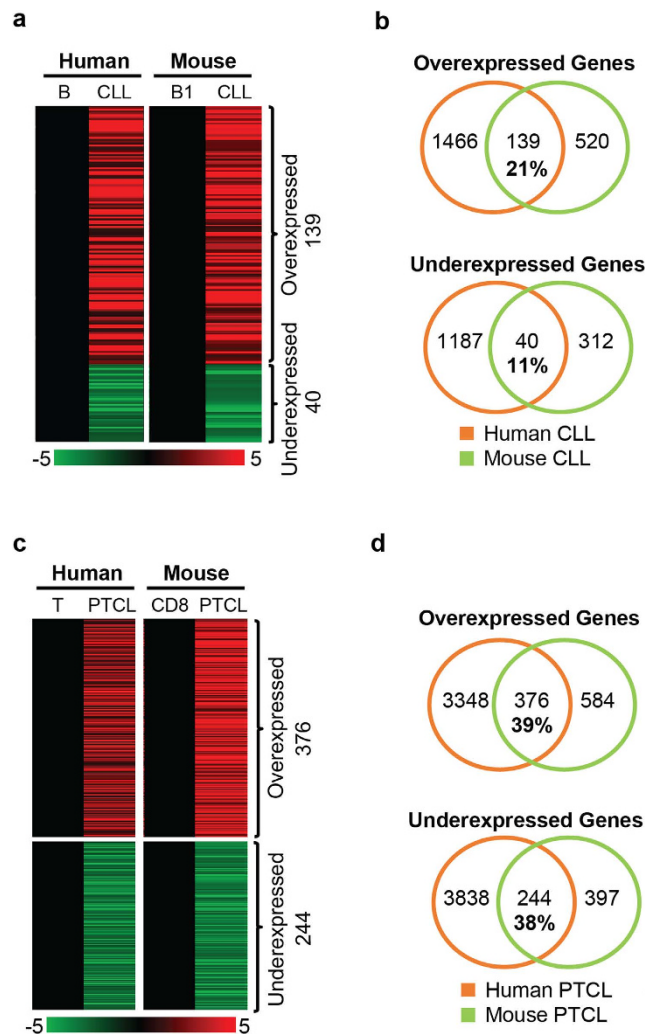 a
Human Mouse
B CLL B1 CLL
Overexpressed
139
Underexpressed
40
-5 5
b
Overexpressed Genes
1466 139 520
21%
Underexpressed Genes
1187 40 312
11%
Human CLL
Mouse CLL
c
Human Mouse
T PTCL CD8 PTCL
Overexpressed
376
Underexpressed
244
-5 5
d
Overexpressed Genes
3348 376 584
39%
Underexpressed Genes
3838 244 397
38%
Human PTCL
Mouse PTCL